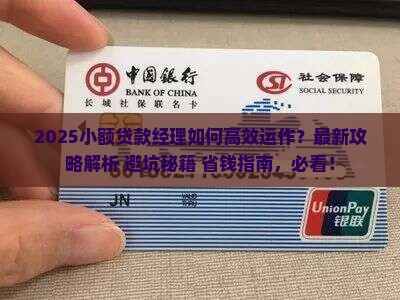 中国银行
BANK OF CHINA
长城 社保联名卡
社会保障
SOCIAL SECURITY
2025小额贷款经理如何高效运作？最新攻
略解析 避坑秘籍 省钱指南，必看！
JN
UnionPay
银联